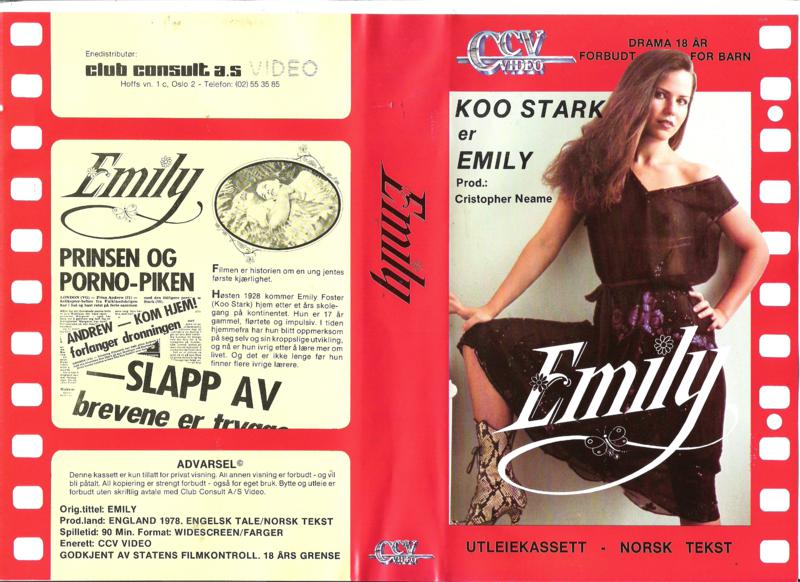 Enedistributør:
club consult a.s VIDEO
Hoffs vn. 1 c, Oslo 2 - Telefon: (02) 55 35 85
Emily
PRINSEN OG
PORNO-PIKEN
ANDREW — KOM HJEM!
forlanger dronningen
—SLAPP AV
brevene er trygge
Filmen er historien om en ung jentes
første kjærlighet.
Høsten 1928 kommer Emily Foster
(Koo Stark) hjem etter et års skole-
gang på kontinentet. Hun er 17 år
gammel, flørtete og impulsiv. I tiden
hjemmefra har hun blitt oppmerksom
på seg selv og sin kroppslige utvikling,
og nå er hun ivrig etter å lære mer om
livet. Og det er ikke lenge før hun
finner flere ivrige lærere.
ADVARSEL©
Denne kassett er kun tillatt for privat visning. All annen visning er forbudt - og vil
bli påtalt. All kopiering er strengt forbudt - også for eget bruk. Bytte og utleie er
forbudt uten skriftlig avtale med Club Consult A/S Video.
Orig.tittel: EMILY
Prod.land: ENGLAND 1978. ENGELSK TALE/NORSK TEKST
Spilletid: 90 Min. Format: WIDESCREEN/FARGER
Enerett: CCV VIDEO
GODKJENT AV STATENS FILMKONTROLL. 18 ÅRS GRENSE
Emily
CCV
VIDEO
CCV
VIDEO
DRAMA 18 ÅR
FORBUDT FOR BARN
KOO STARK
er
EMILY
Prod.:
Cristopher Neame
Emily
UTLEIEKASSETT - NORSK TEKST